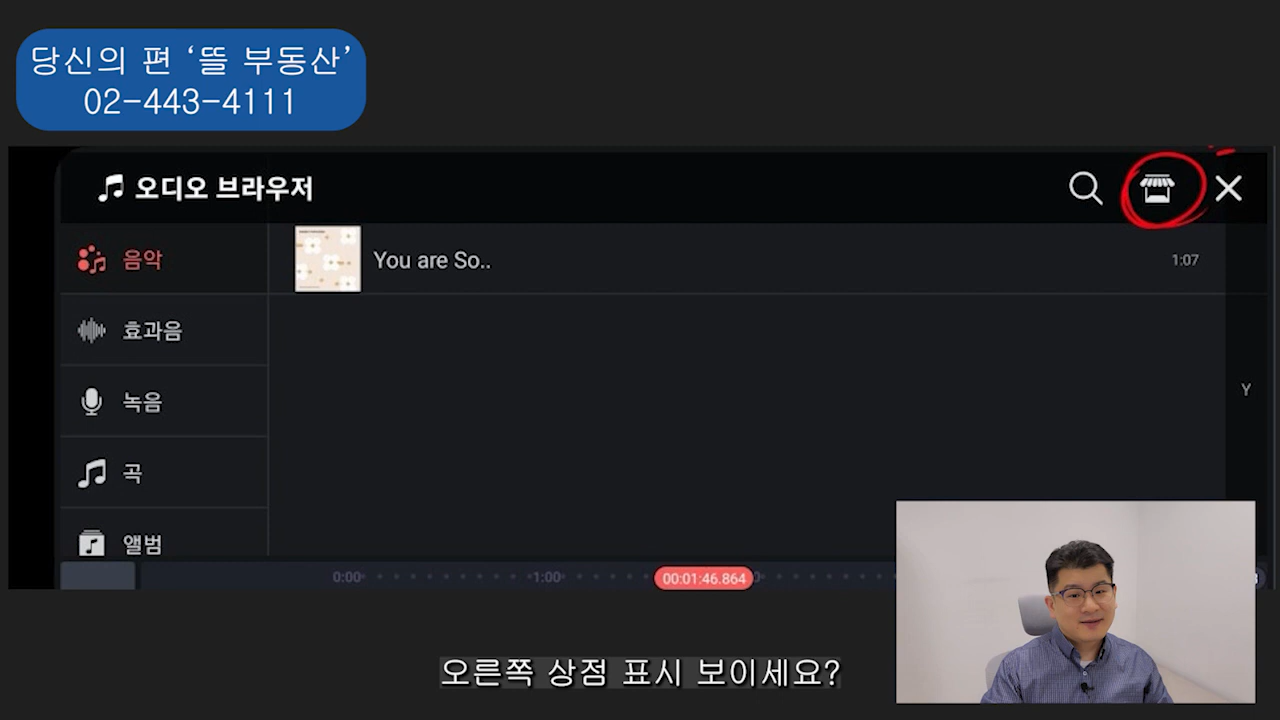 당신의 편 ‘뜰 부동산’
02-443-4111
오디오 브라우저
음악
You are So..
1:07
효과음
녹음
Y
곡
앨범
0:00
1:00
00:01:46.864
오른쪽 상점 표시 보이세요?